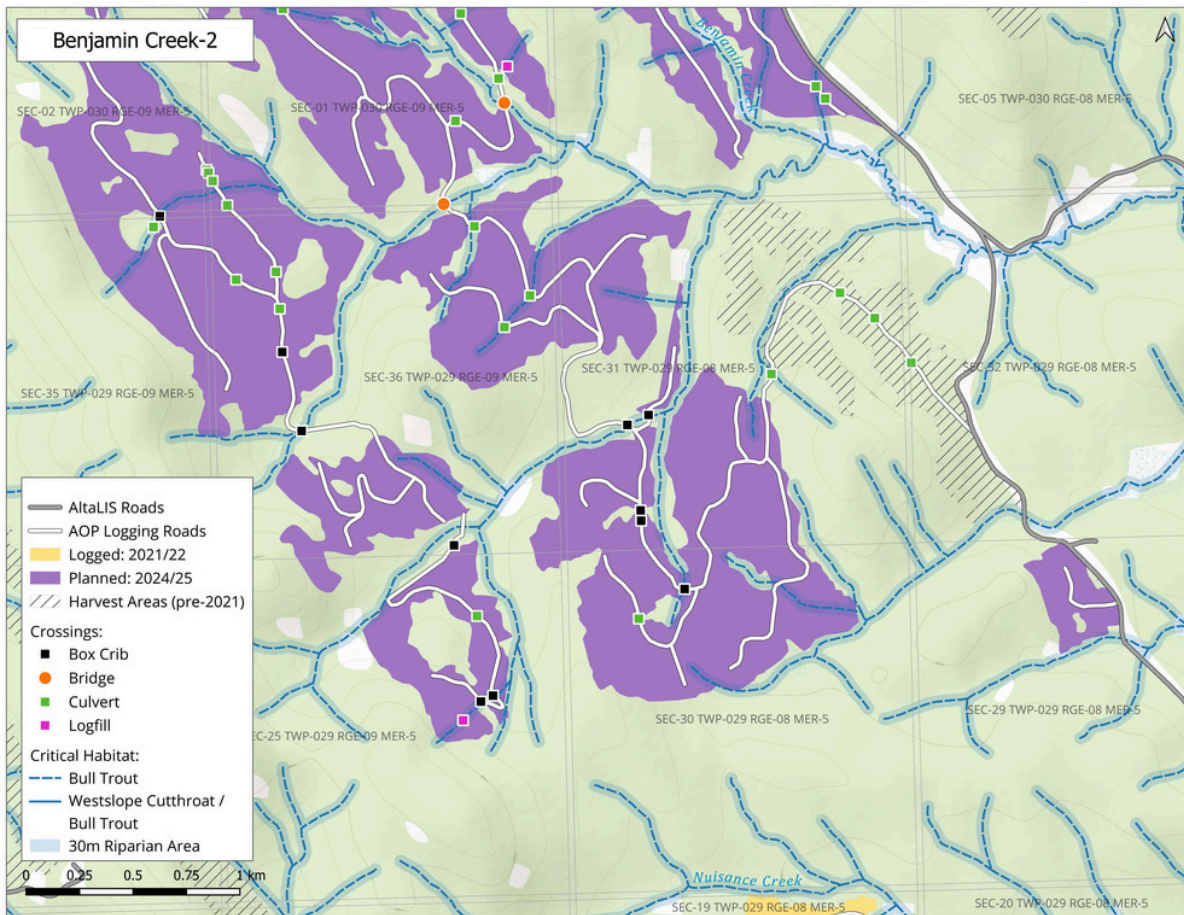 Benjamin Creek-2
Benjamin Creek
SEC-02 TWP-030 RGE-09 MER-5
SEC-01 TWP-030 RGE-09 MER-5
SEC-05 TWP-030 RGE-08 MER-5
SEC-35 TWP-029 RGE-09 MER-5
SEC-36 TWP-029 RGE-09 MER-5
SEC-31 TWP-029 RGE-08 MER-5
SEC-32 TWP-029 RGE-08 MER-5
AltaLIS Roads
AOP Logging Roads
Logged: 2021/22
Planned: 2024/25
Harvest Areas (pre-2021)
Crossings:
Box Crib
Bridge
Culvert
Logfill
Critical Habitat:
Bull Trout
Westslope Cutthroat /
Bull Trout
30m Riparian Area
0 0.25 0.5 0.75 1 km
SEC-25 TWP-029 RGE-09 MER-5
SEC-30 TWP-029 RGE-08 MER-5
SEC-29 TWP-029 RGE-08 MER-5
Nuisance Creek
SEC-19 TWP-029 RGE-08 MER-5
SEC-20 TWP-029 RGE-08 MER-5